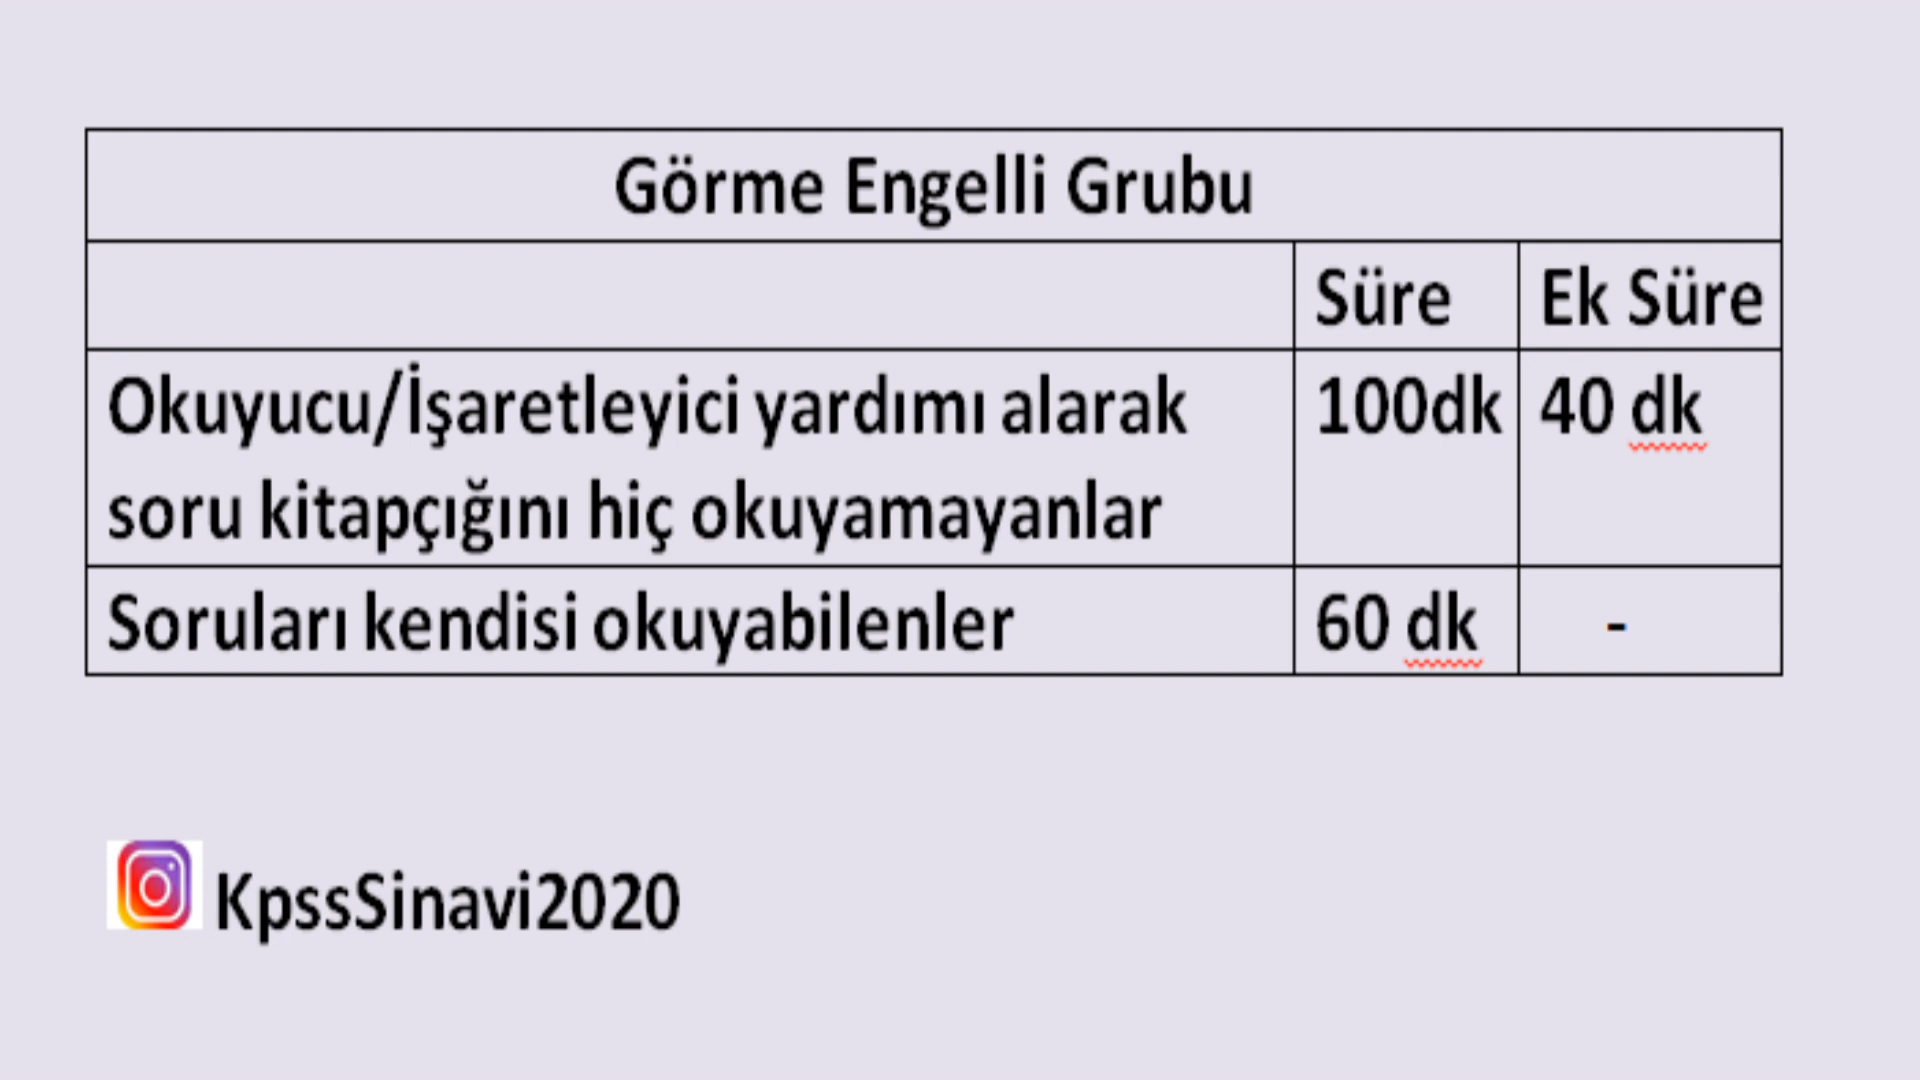 Görme Engelli Grubu
Süre Ek Süre
Okuyucu/İşaretleyici yardımı alarak 100dk 40 dk
soru kitapçığını hiç okuyamayanlar
Soruları kendisi okuyabilenler 60 dk -
KpssSinavi2020